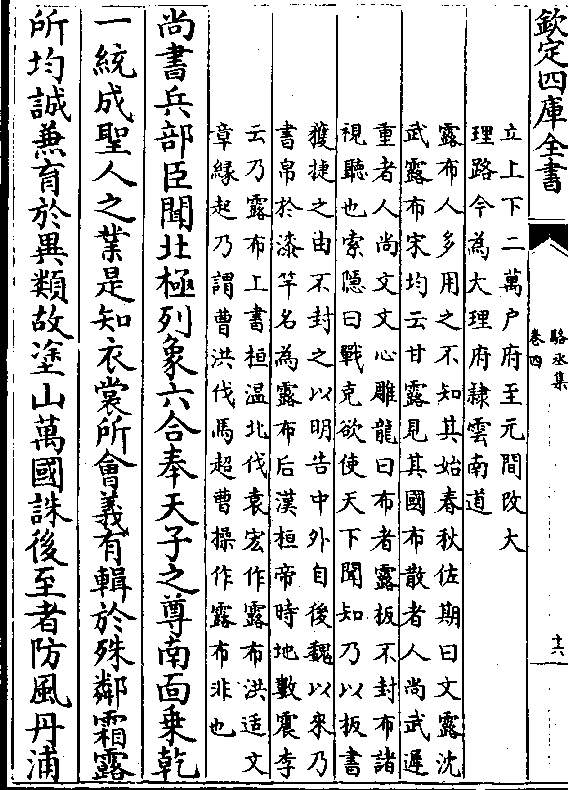 欽定四庫全書
駱丞集
卷四
十六
立上下二萬户府至元間改大
理路今為大理府隸雲南道
露布人多用之不知其始春秋佐期曰文露沈
武露布宋均云甘露見其國布散者人尚武遲
重者人尚文文心雕龍曰布者露板不封布諸
視聽也索隱曰戰克欲使天下聞知乃以板書
獲捷之由不封之以明告中外自後魏以來乃
書帛於漆竿名為露布后漢桓帝時地數震李
云乃露布上書桓温北伐袁宏作露布洪适文
章縁起乃謂曹洪伐馬超曹操作露布非也
尚書兵部臣聞北極列象六合奉天子之尊南面乗乾
一統成聖人之業是知衣裳所會義有輯於殊鄰霜露
所均誠兼育於異類故塗山萬國誅後至者防風丹浦